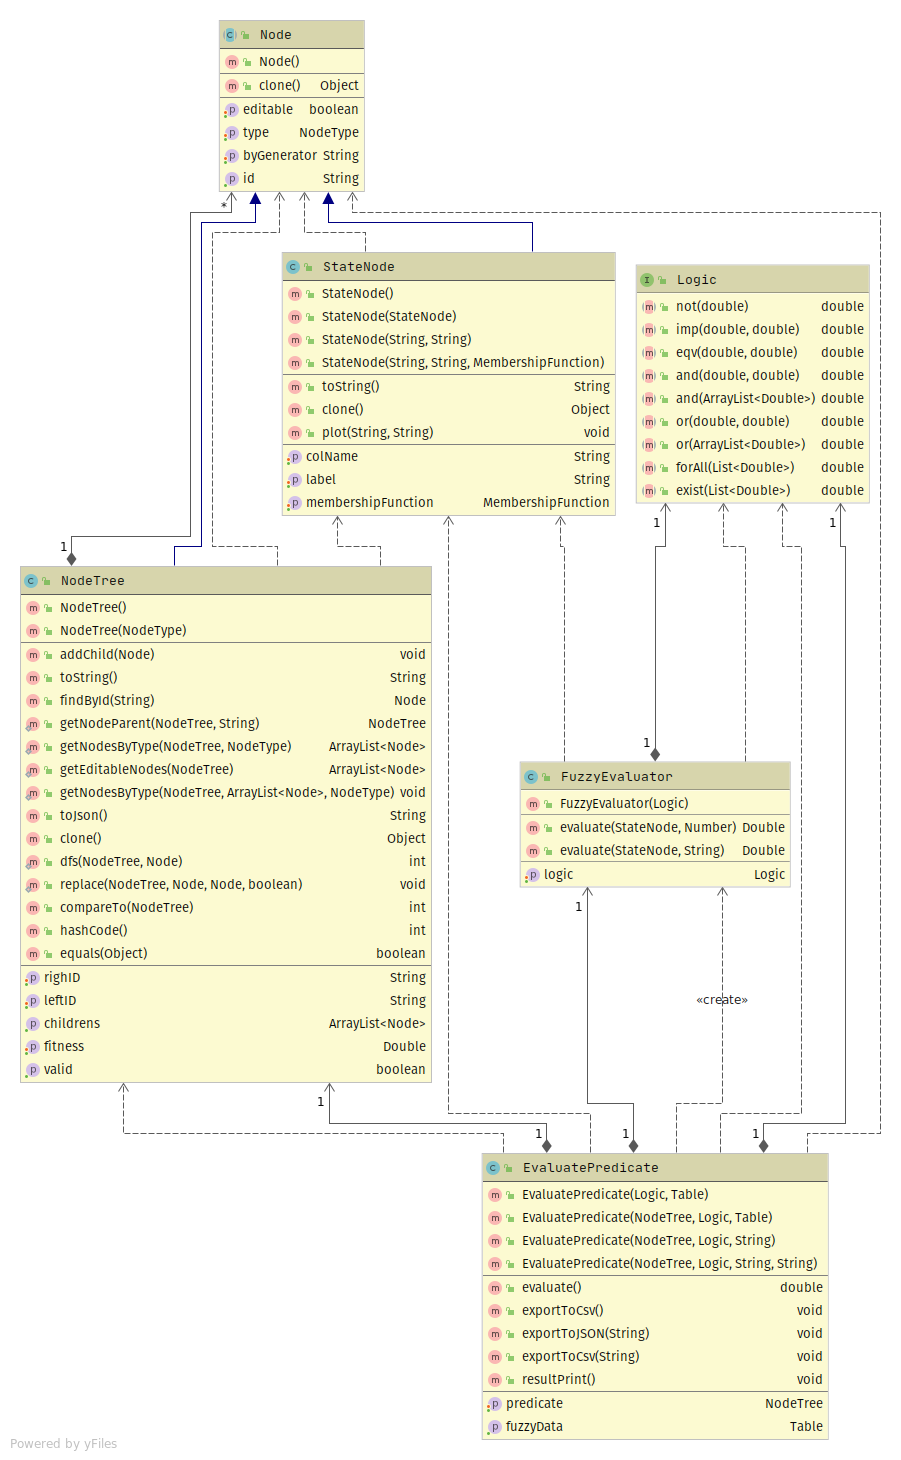 Node
Node()
clone() Object
editable boolean
type NodeType
byGenerator String
id String
*
StateNode
StateNode()
StateNode(StateNode)
StateNode(String, String)
StateNode(String, String, MembershipFunction)
toString() String
clone() Object
plot(String, String) void
colName String
label String
membershipFunction MembershipFunction
Logic
not(double) double
imp(double, double) double
eqv(double, double) double
and(double, double) double
and(ArrayList<Double>) double
or(double, double) double
or(ArrayList<Double>) double
forAll(List<Double>) double
exist(List<Double>) double
1
1
1
NodeTree
NodeTree()
NodeTree(NodeType)
addChild(Node) void
toString() String
findById(String) Node
getNodeParent(NodeTree, String) NodeTree
getNodesByType(NodeTree, NodeType) ArrayList<Node>
getEditableNodes(NodeTree) ArrayList<Node>
getNodesByType(NodeTree, ArrayList<Node>, NodeType) void
toJson() String
clone() Object
dfs(NodeTree, Node) int
replace(NodeTree, Node, Node, boolean) void
compareTo(NodeTree) int
hashCode() int
equals(Object) boolean
righID String
leftID String
childrens ArrayList<Node>
fitness Double
valid boolean
1
FuzzyEvaluator
FuzzyEvaluator(Logic)
evaluate(StateNode, Number) Double
evaluate(StateNode, String) Double
logic Logic
1
«create»
1
1
1
1
EvaluatePredicate
EvaluatePredicate(Logic, Table)
EvaluatePredicate(NodeTree, Logic, Table)
EvaluatePredicate(NodeTree, Logic, String)
EvaluatePredicate(NodeTree, Logic, String, String)
evaluate() double
exportToCsv() void
exportToJSON(String) void
exportToCsv(String) void
resultPrint() void
predicate NodeTree
fuzzyData Table
Powered by yFiles